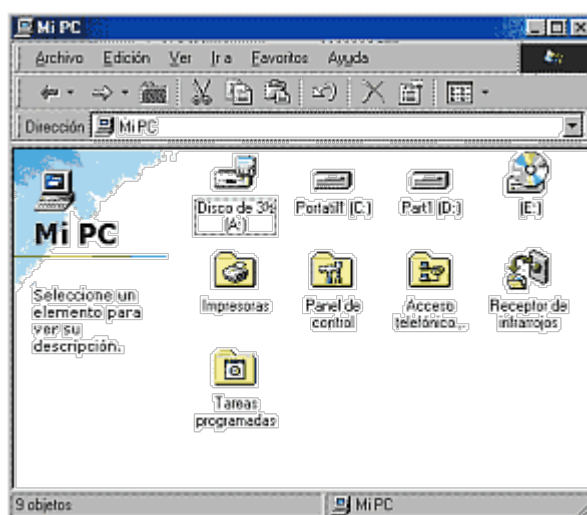 Mi PC
Archivo Edición Ver Ir a Favoritos Ayuda
Dirección Mi PC
Mi PC
Seleccione un
elemento para
ver su
descripción.
Disco de 3½
(A:)
Portatil1 (C:)
Part1 (D:)
(E:)
Impresoras
Panel de
control
Acceso
telefónico...
Receptor de
infrarrojos
Tareas
programadas
9 objetos
Mi PC